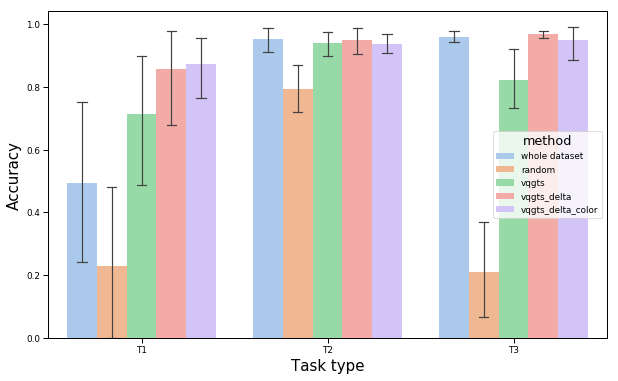 1.0
0.8
0.6
0.4
0.2
0.0
Accuracy
T1
T2
T3
Task type
method
whole dataset
random
vqgts
vqgts_delta
vqgts_delta_color